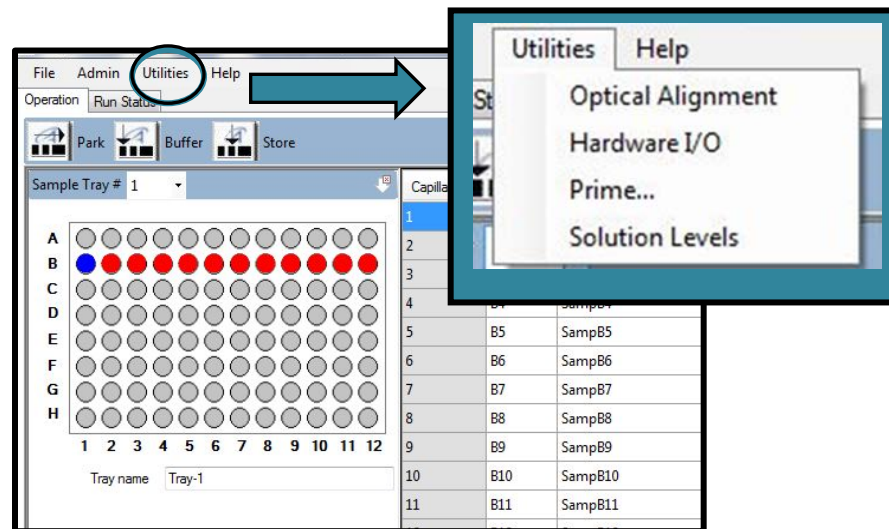 File Admin Utilities Help
Operation Run Status
Park Buffer Store
Sample Tray # 1
A
B
C
D
E
F
G
H
1 2 3 4 5 6 7 8 9 10 11 12
Tray name Tray-1
Capilla
1
2
3
4 B4 SampB4
5 B5 SampB5
6 B6 SampB6
7 B7 SampB7
8 B8 SampB8
9 B9 SampB9
10 B10 SampB10
11 B11 SampB11
Utilities Help
St
Optical Alignment
Hardware I/O
Prime...
Solution Levels